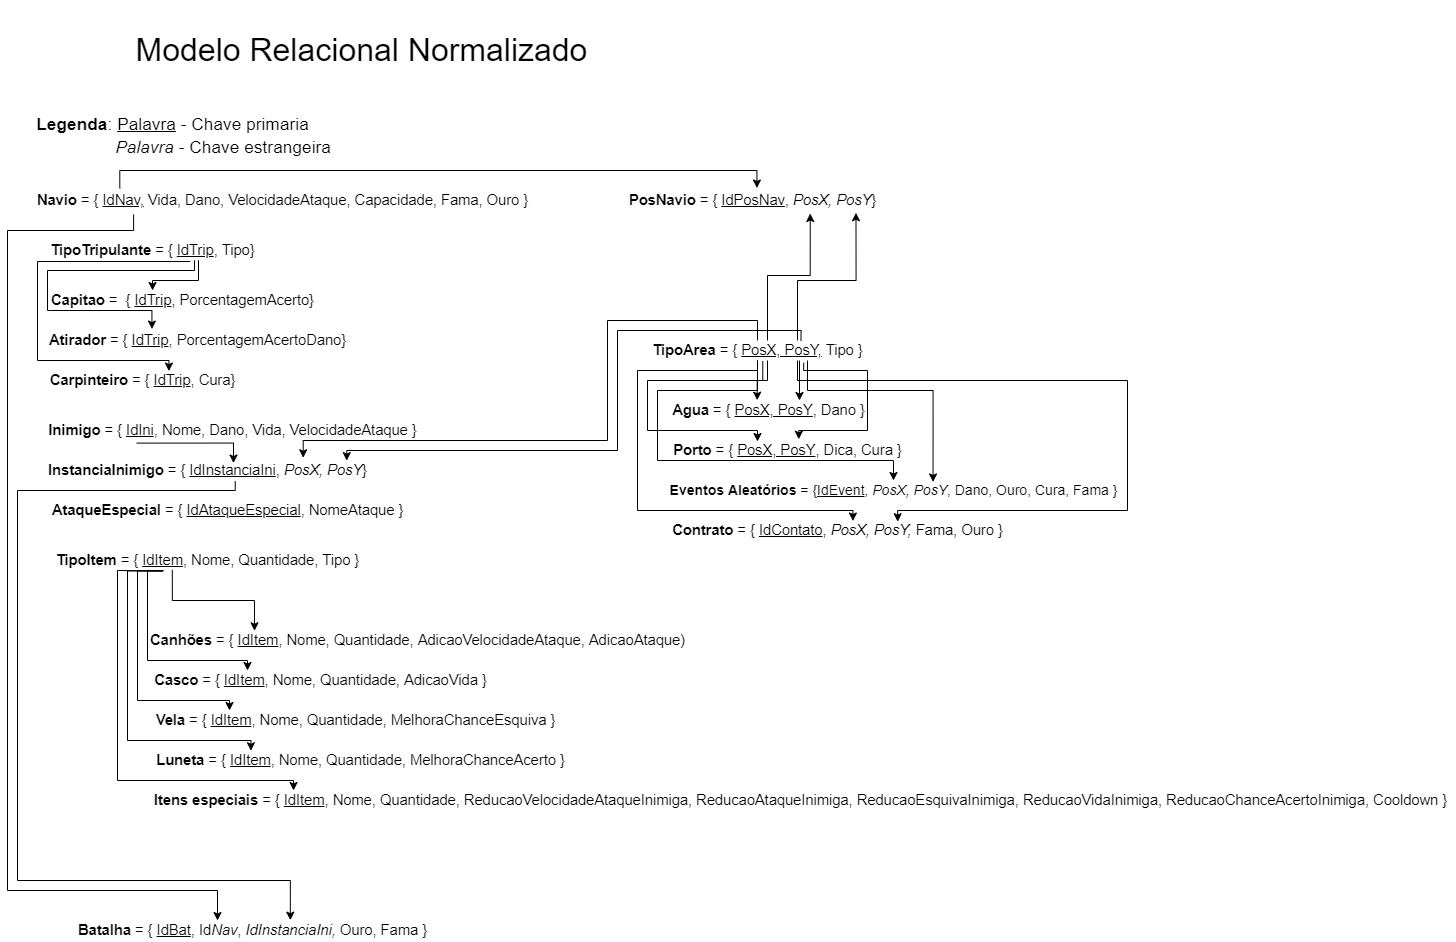 Modelo Relacional Normalizado
Legenda: Palavra - Chave primaria
Palavra - Chave estrangeira
Navio = { IdNav, Vida, Dano, VelocidadeAtaque, Capacidade, Fama, Ouro }
PosNavio = { IdPosNav, PosX, PosY}
TipoTripulante = { IdTrip, Tipo}
Capitao = { IdTrip, PorcentagemAcerto}
Atirador = { IdTrip, PorcentagemAcertoDano}
TipoArea = { PosX, PosY, Tipo }
Carpinteiro = { IdTrip, Cura}
Agua = { PosX, PosY, Dano }
Inimigo = { IdIni, Nome, Dano, Vida, VelocidadeAtaque }
Porto = { PosX, PosY, Dica, Cura }
InstanciaInimigo = { IdInstanciaIni, PosX, PosY}
Eventos Aleatórios = {IdEvent, PosX, PosY, Dano, Ouro, Cura, Fama }
AtaqueEspecial = { IdAtaqueEspecial, NomeAtaque }
Contrato = { IdContato, PosX, PosY, Fama, Ouro }
TipoItem = { IdItem, Nome, Quantidade, Tipo }
Canhões = { IdItem, Nome, Quantidade, AdicaoVelocidadeAtaque, AdicaoAtaque)
Casco = { IdItem, Nome, Quantidade, AdicaoVida }
Vela = { IdItem, Nome, Quantidade, MelhoraChanceEsquiva }
Luneta = { IdItem, Nome, Quantidade, MelhoraChanceAcerto }
Itens especiais = { IdItem, Nome, Quantidade, ReducaoVelocidadeAtaqueInimiga, ReducaoAtaqueInimiga, ReducaoEsquivaInimiga, ReducaoVidaInimiga, ReducaoChanceAcertoInimiga, Cooldown }
Batalha = { IdBat, IdNav, IdInstanciaIni, Ouro, Fama }